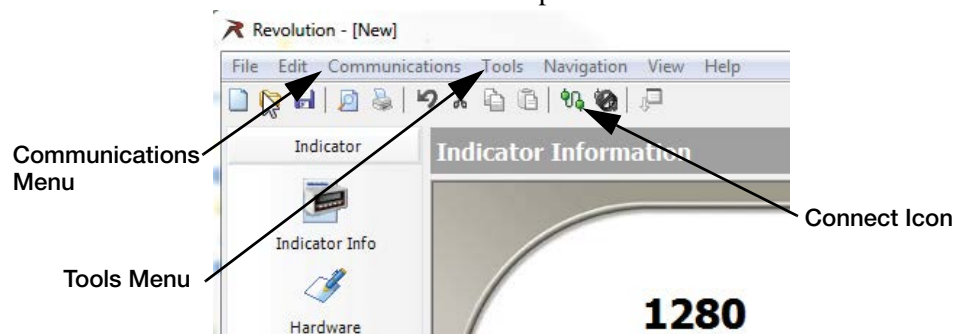 Revolution - [New]
File Edit Communications Tools Navigation View Help
Indicator
Indicator Information
Communications
Menu
Connect Icon
Indicator Info
Tools Menu
Hardware
1280